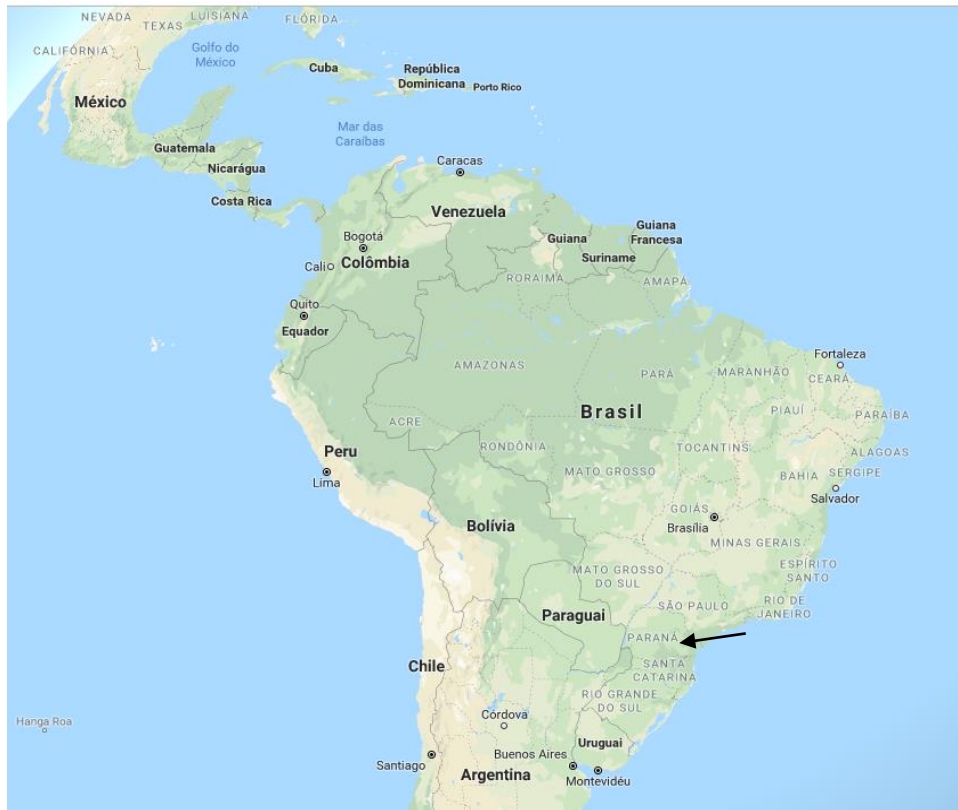 NEVADA
TEXAS
LUISIANA
FLÓRIDA
CALIFÓRNIA
Golfo do
México
Cuba
República
Dominicana
Porto Rico
México
Mar das
Caraíbas
Guatemala
Nicarágua
Costa Rica
Caracas
Venezuela
Bogotá
Colômbia
Cali
Guiana
Suriname
Guiana
Francesa
RORAIMA
AMAPÁ
Quito
Equador
AMAZONAS
PARÁ
MARANHÃO
Fortaleza
CEARÁ
Brasil
PIAUÍ
PARAÍBA
ACRE
RONDÔNIA
TOCANTINS
ALAGOAS
Peru
Lima
MATO GROSSO
BAHIA
SERGIPE
Salvador
GOIÁS
Brasília
Bolívia
MINAS GERAIS
MATO GROSSO
DO SUL
ESPÍRITO
SANTO
SÃO PAULO
RIO DE
JANEIRO
Paraguai
PARANÁ
Chile
SANTA
CATARINA
RIO GRANDE
DO SUL
Hanga Roa
Córdova
Uruguai
Santiago
Buenos Aires
Montevidéu
Argentina